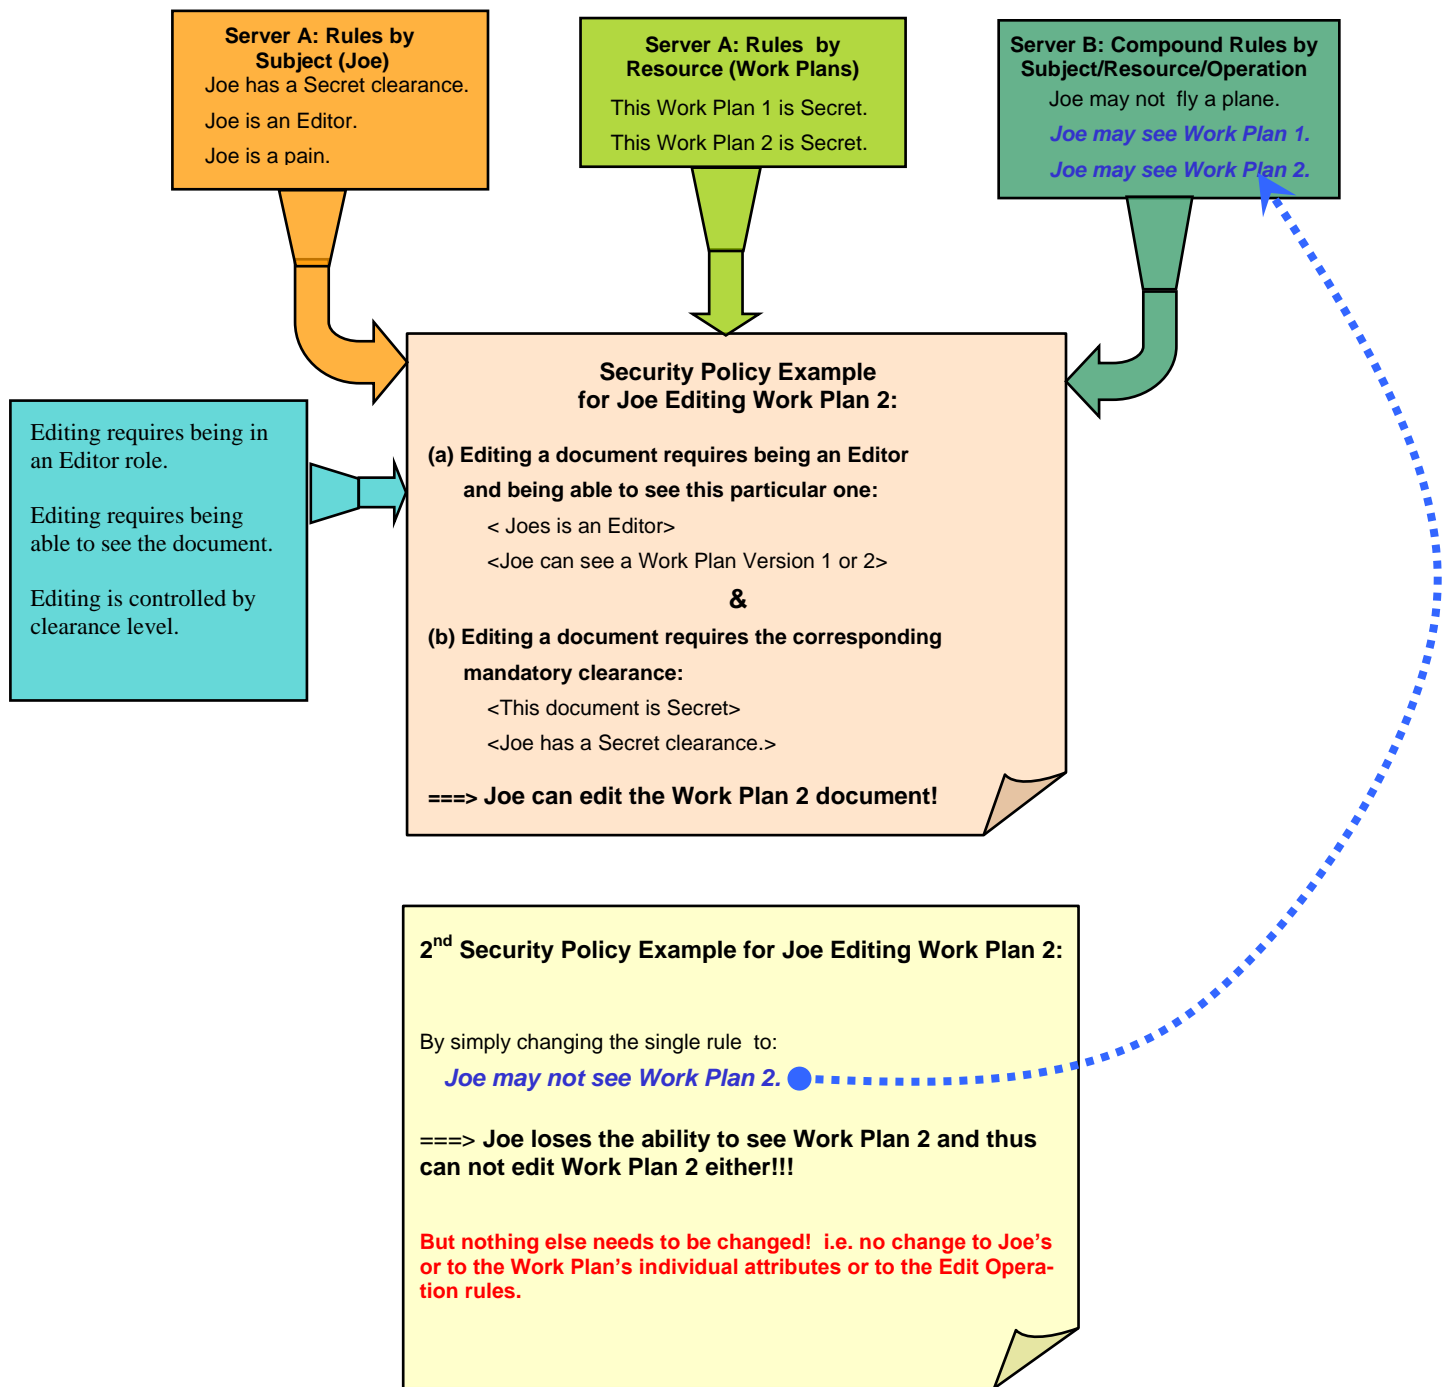 Server A: Rules by
Subject (Joe)
Joe has a Secret clearance.
Joe is an Editor.
Joe is a pain.
Server A: Rules by
Resource (Work Plans)
This Work Plan 1 is Secret.
This Work Plan 2 is Secret.
Server B: Compound Rules by
Subject/Resource/Operation
Joe may not fly a plane.
Joe may see Work Plan 1.
Joe may see Work Plan 2.
Editing requires being in
an Editor role.
Editing requires being
able to see the document.
Editing is controlled by
clearance level.
Security Policy Example
for Joe Editing Work Plan 2:
(a) Editing a document requires being an Editor
and being able to see this particular one:
< Joes is an Editor>
<Joe can see a Work Plan Version 1 or 2>
&
(b) Editing a document requires the corresponding
mandatory clearance:
<This document is Secret>
<Joe has a Secret clearance.>
===> Joe can edit the Work Plan 2 document!
2nd Security Policy Example for Joe Editing Work Plan 2:
By simply changing the single rule to:
Joe may not see Work Plan 2.
===> Joe loses the ability to see Work Plan 2 and thus
can not edit Work Plan 2 either!!!
But nothing else needs to be changed! i.e. no change to Joe's
or to the Work Plan's individual attributes or to the Edit Opera-
tion rules.